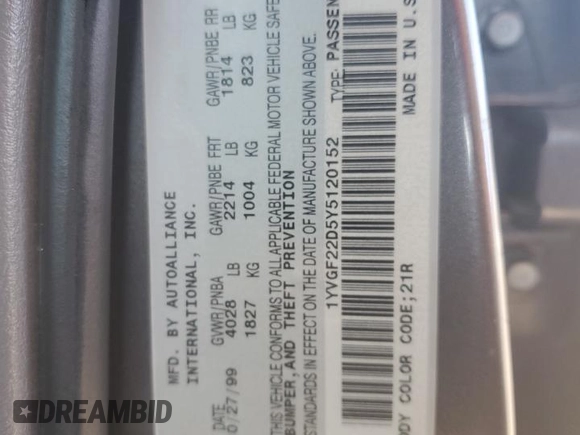 MFD. BY AUTOALLIANCE
INTERNATIONAL, INC.
DATE GVWR/PNBA GAWR/PNBE FRT GAWR/PNBE RR
0/27/99 4028 LB 2214 LB 1814 LB
1827 KG 1004 KG 823 KG
THIS VEHICLE CONFORMS TO ALL APPLICABLE FEDERAL MOTOR VEHICLE SAFE
BUMPER, AND THEFT PREVENTION
STANDARDS IN EFFECT ON THE DATE OF MANUFACTURE SHOWN ABOVE.
1YVGF22D5Y5120152 TYPE: PASSEN
ODY COLOR CODE;21R MADE IN U.S
DREAMBID